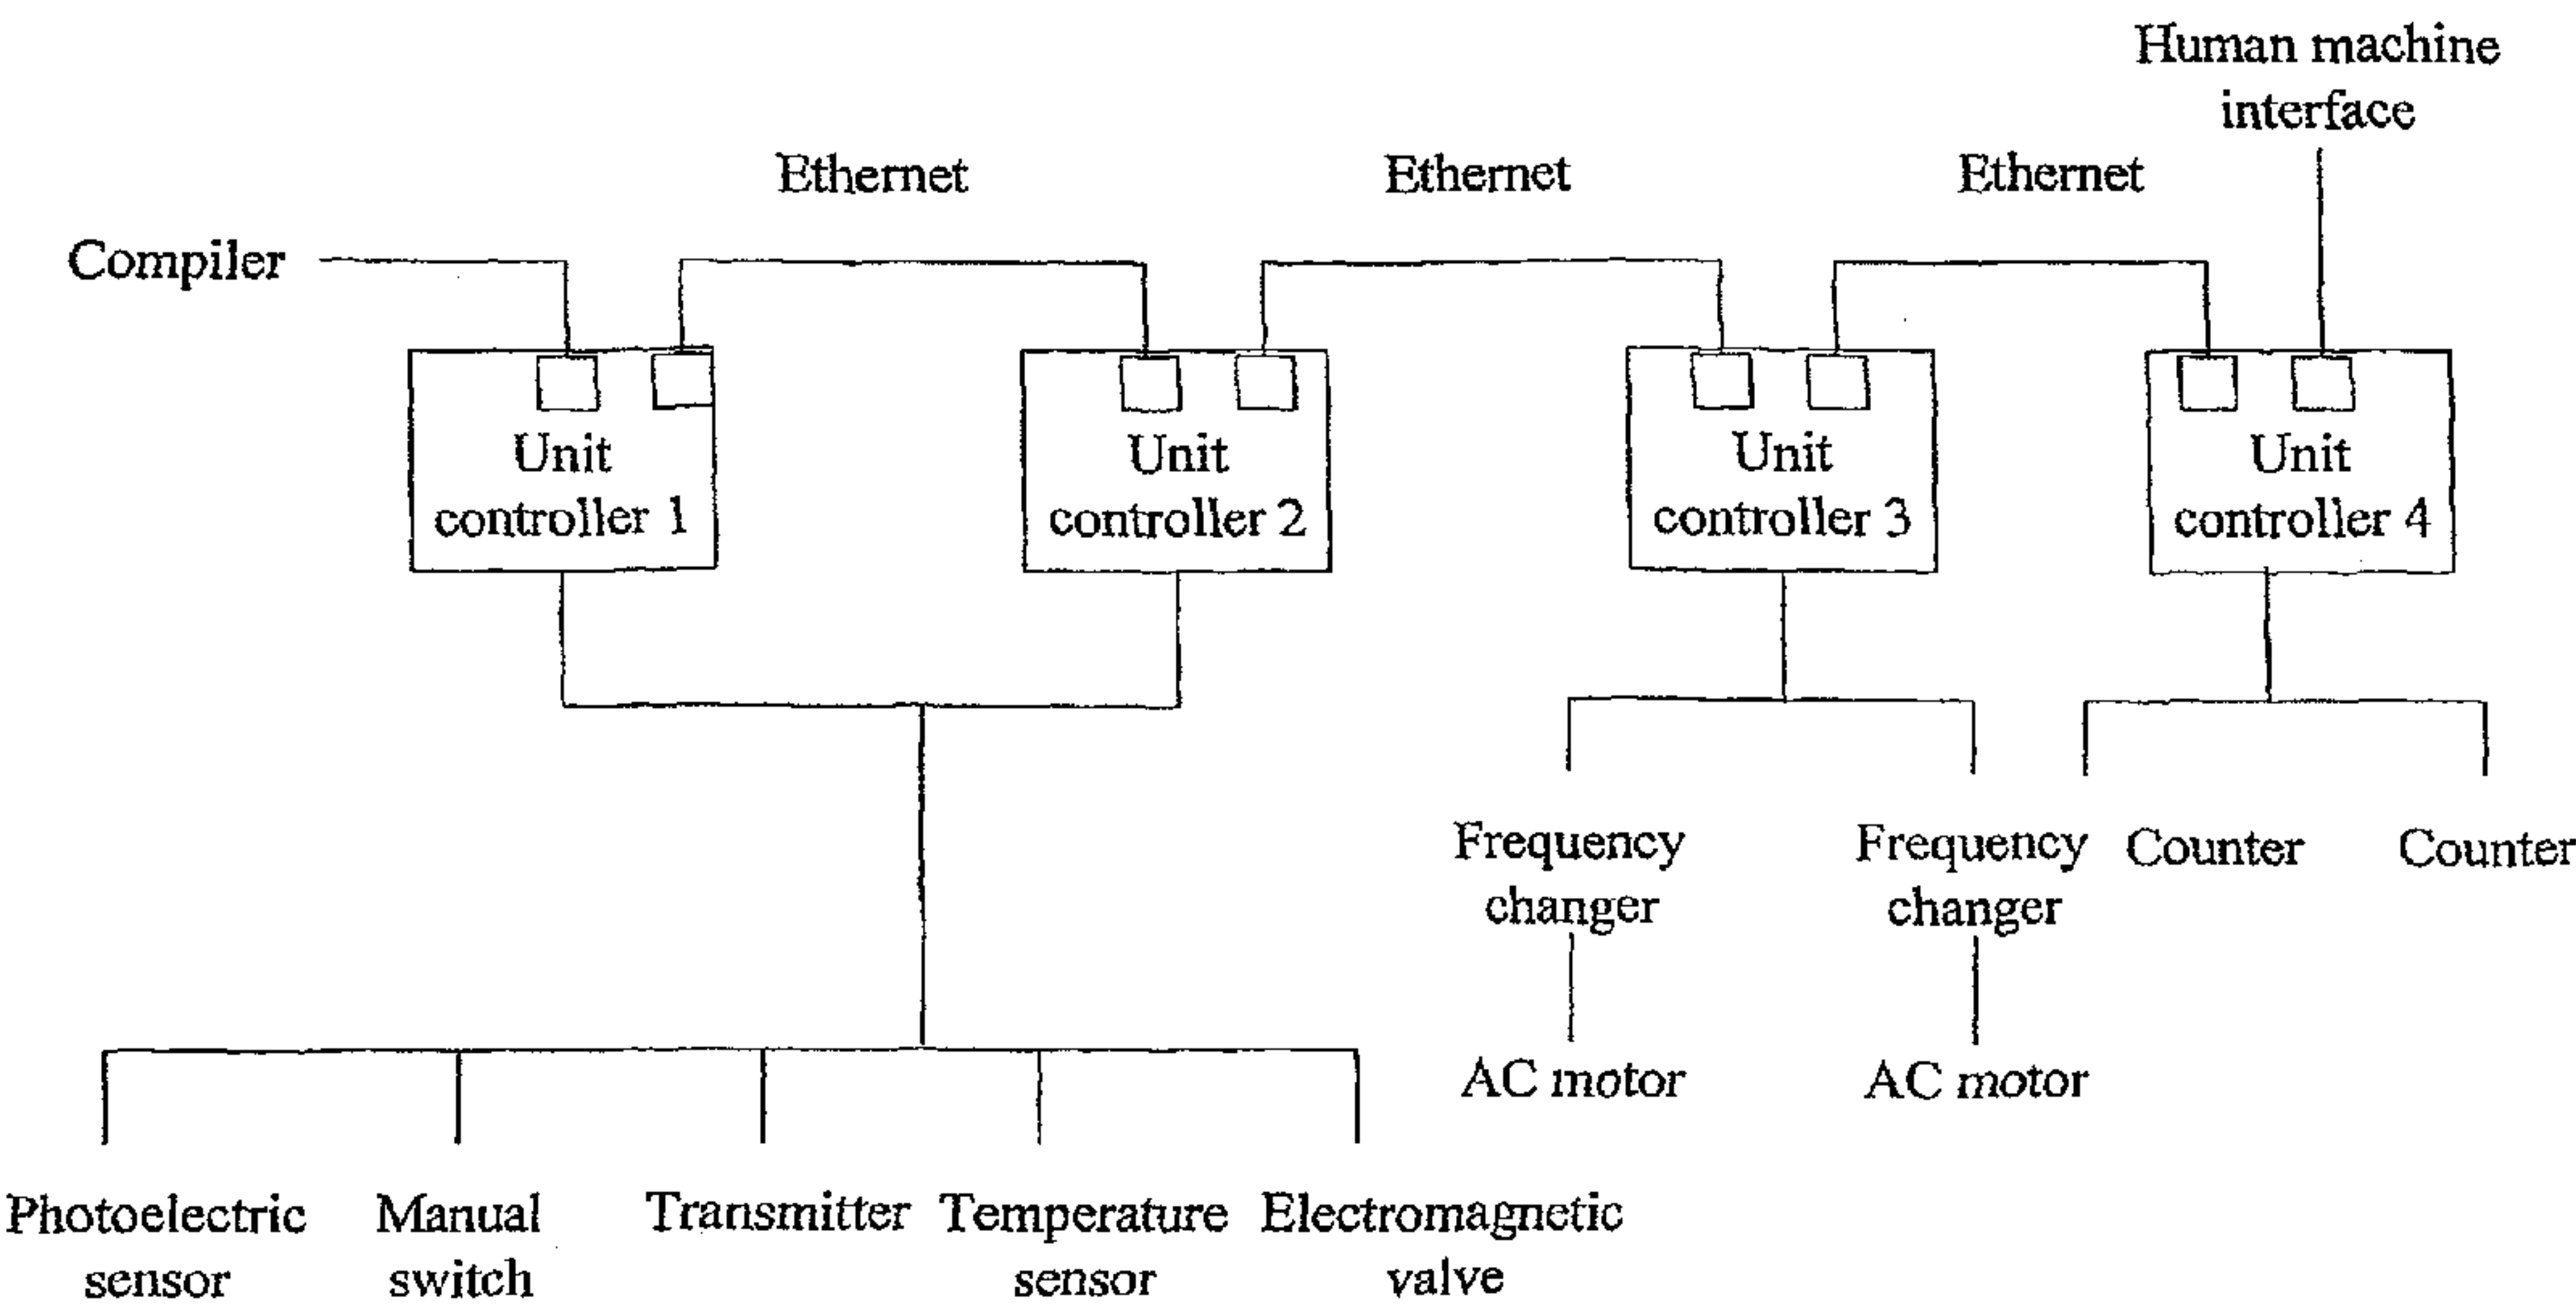 Human machine
interface
Ethernet
Ethernet
Ethernet
Compiler
Unit
controller 1
Unit
controller 2
Unit
controller 3
Unit
controller 4
Frequency
changer
Frequency
changer
Counter
Counter
AC motor
AC motor
Photoelectric
sensor
Manual
switch
Transmitter
Temperature
sensor
Electromagnetic
valve